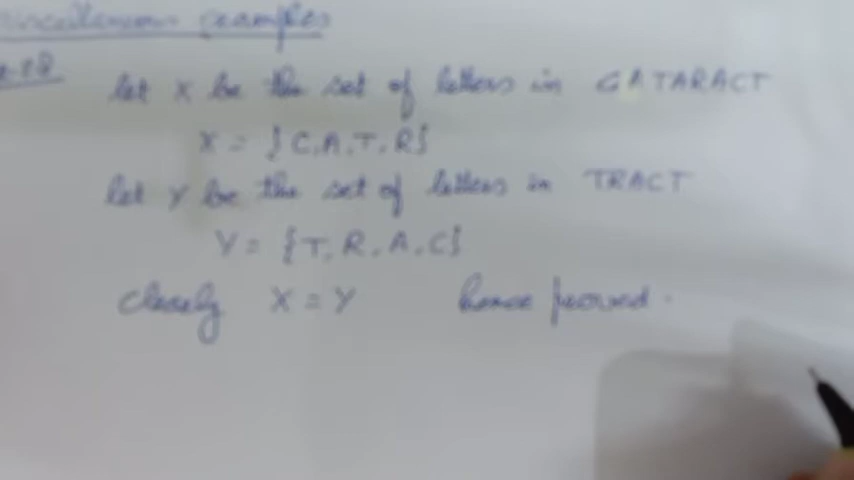 Miscellaneous examples
let X be the set of letters in CATARACT
X = { C, A, T, R}
let Y be the set of letters in TRACT
Y = {T, R, A, C}
clearly X = Y hence proved.